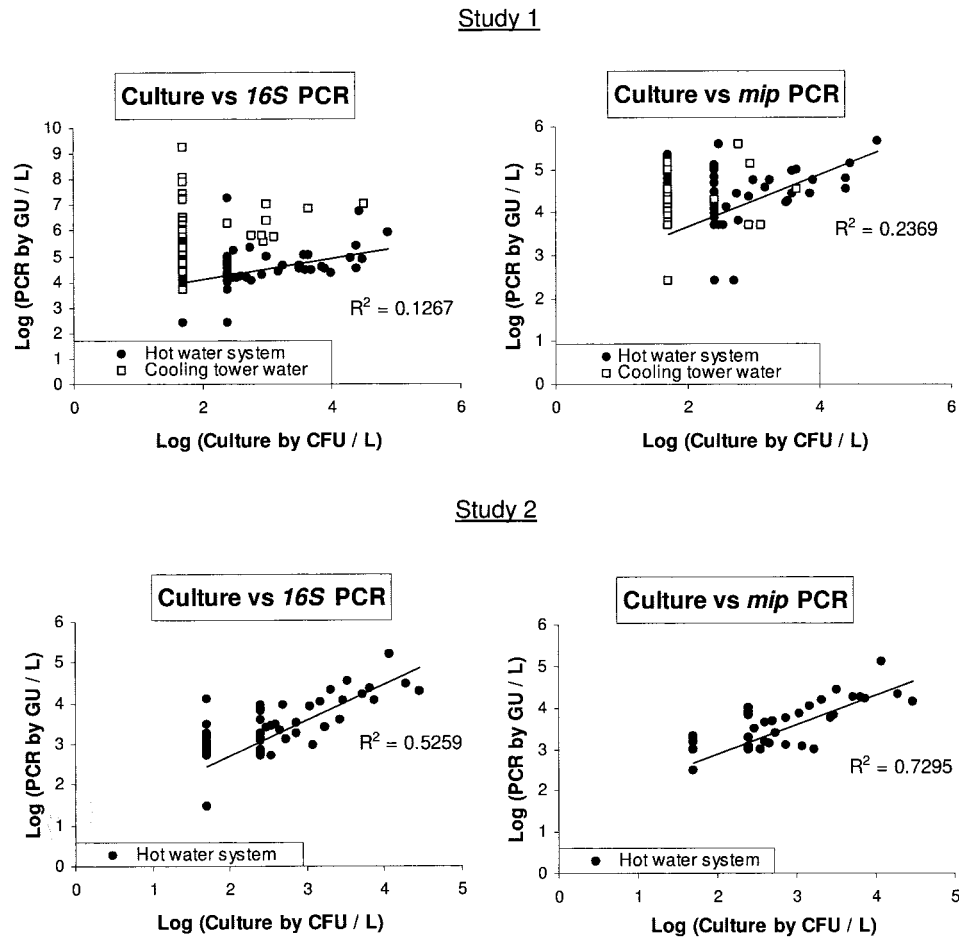 Study 1
Culture vs 16S PCR
Log (PCR by GU / L)
10
9
8
7
6
5
4
3
2
1
0
R² = 0.1267
Hot water system
Cooling tower water
0 2 4 6
Log (Culture by CFU / L)
Culture vs mip PCR
Log (PCR by GU / L)
6
5
4
3
2
1
0
R² = 0.2369
Hot water system
Cooling tower water
0 2 4 6
Log (Culture by CFU / L)
Study 2
Culture vs 16S PCR
Log (PCR by GU / L)
6
5
4
3
2
1
0
R² = 0.5259
Hot water system
0 1 2 3 4 5
Log (Culture by CFU / L)
Culture vs mip PCR
Log (PCR by GU / L)
6
5
4
3
2
1
0
R² = 0.7295
Hot water system
0 1 2 3 4 5
Log (Culture by CFU / L)